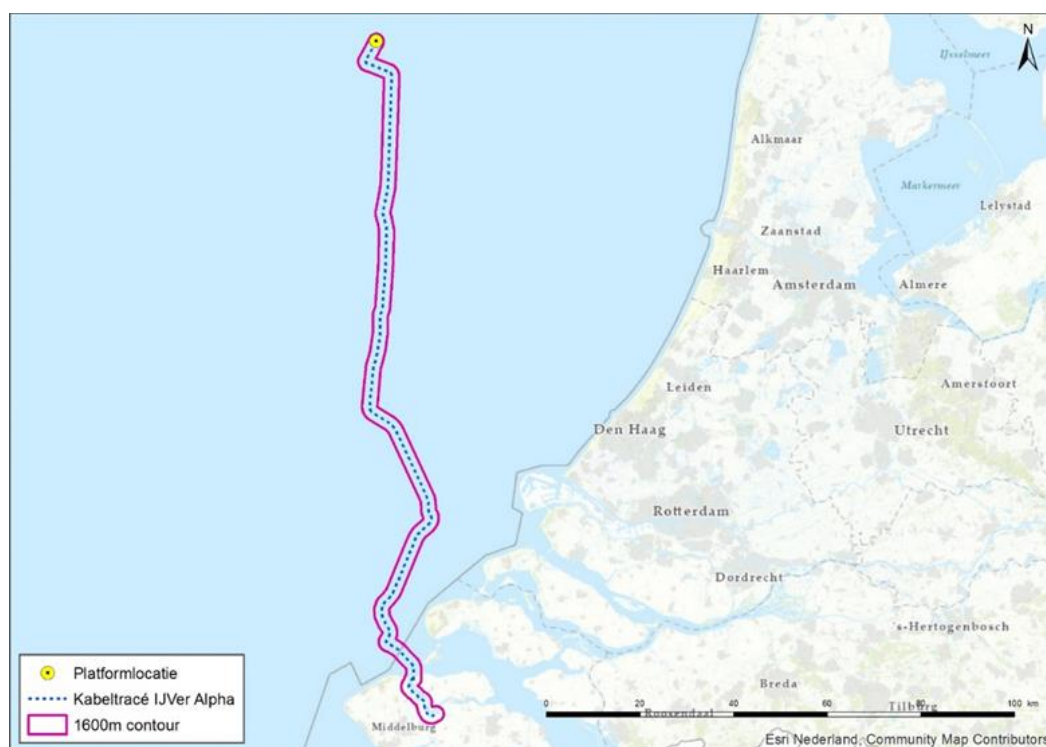 N
IJsselmeer
Alkmaar
Markermeer
Lelystad
Zaanstad
Haarlem
Amsterdam
Almere
Leiden
Amersfoort
Den Haag
Utrecht
Rotterdam
Dordrecht
's-Hertogenbosch
Platformlocatie
Kabeltracé IJVer Alpha
1600m contour
Middelburg
Breda
Roosendaal
Tilburg
0 20 40 60 80 100 km
Esri Nederland, Community Map Contributors